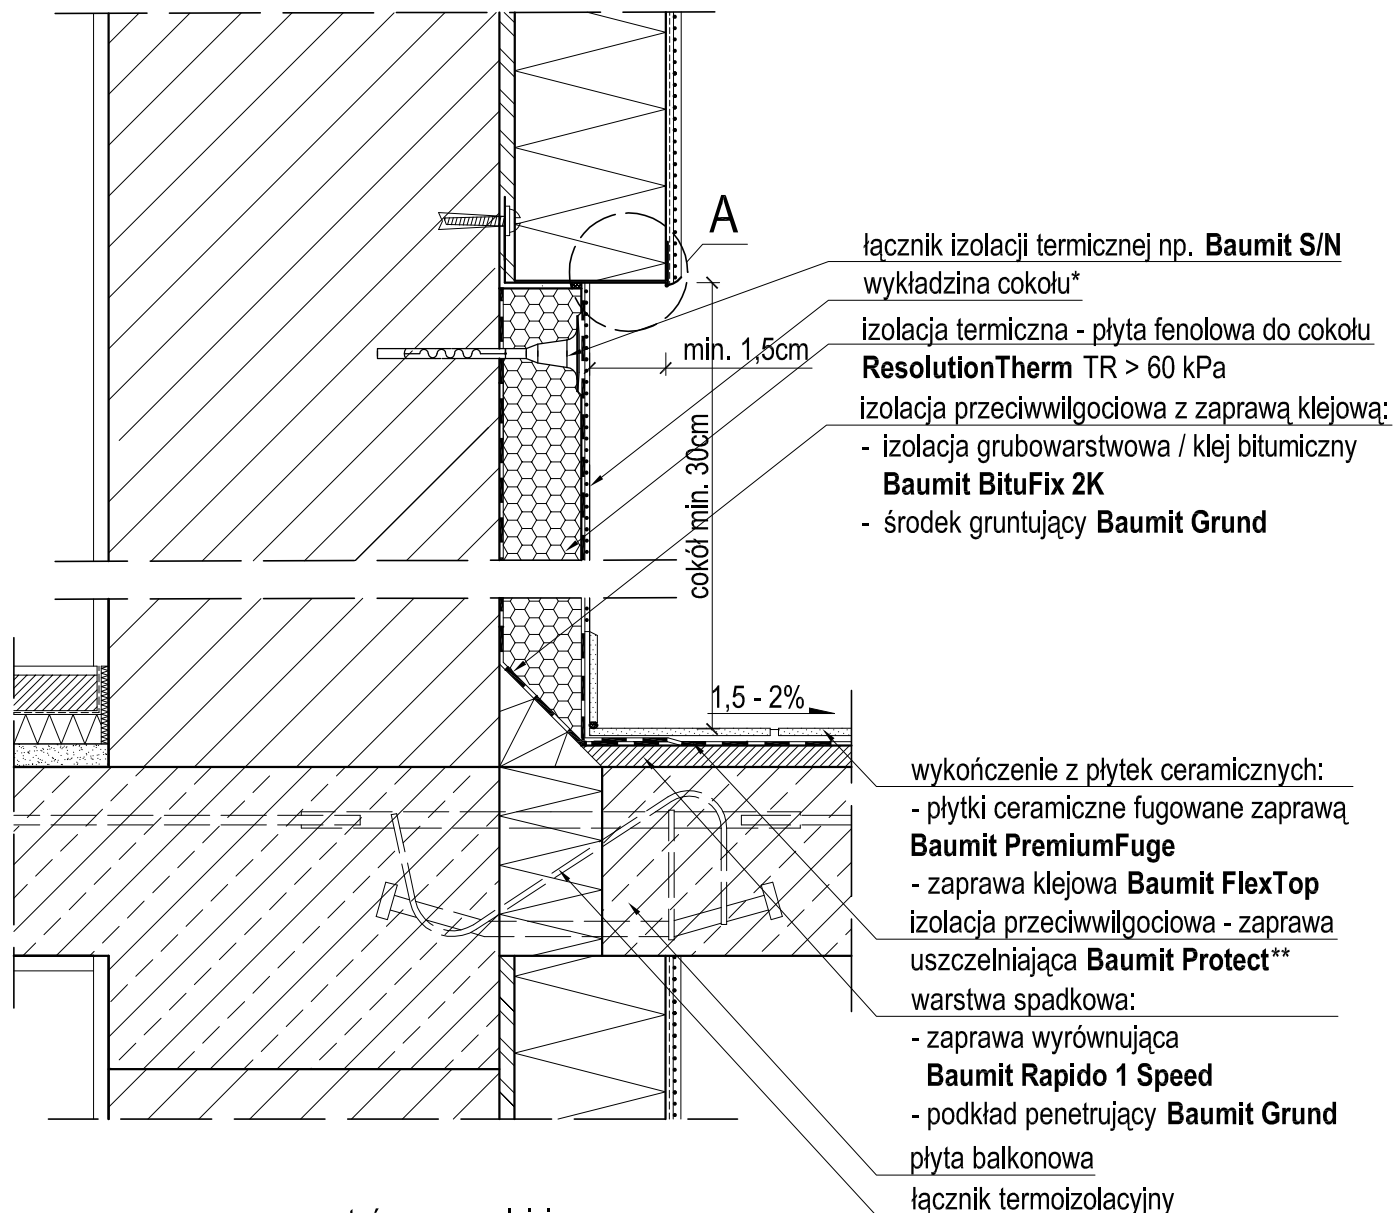 A
łącznik izolacji termicznej np. Baumit S/N
wykładzina cokołu*
izolacja termiczna - płyta fenolowa do cokołu
ResolutionTherm TR > 60 kPa
izolacja przeciwwilgociowa z zaprawą klejową:
- izolacja grubowarstwowa / klej bitumiczny
Baumit BituFix 2K
- środek gruntujący Baumit Grund
min. 1,5cm
cokół min. 30cm
1,5 - 2%
wykończenie z płytek ceramicznych:
- płytki ceramiczne fugowane zaprawą
Baumit PremiumFuge
- zaprawa klejowa Baumit FlexTop
izolacja przeciwwilgociowa - zaprawa
uszczelniająca Baumit Protect**
warstwa spadkowa:
- zaprawa wyrównująca
Baumit Rapido 1 Speed
- podkład penetrujący Baumit Grund
płyta balkonowa
łącznik termoizolacyjny